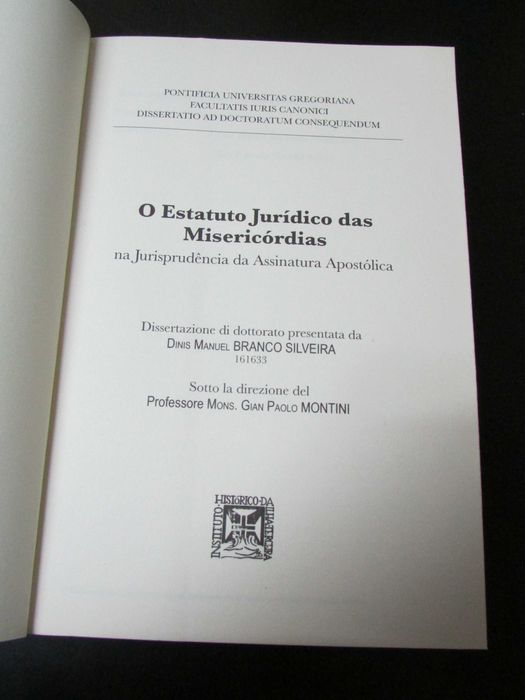 PONTIFICIA UNIVERSITAS GREGORIANA
FACULTATIS IURIS CANONICI
DISSERTATIO AD DOCTORATUM CONSEQUENDUM
O Estatuto Jurídico das
Misericórdias
na Jurisprudência da Assinatura Apostólica
Dissertazione di dottorato presentata da
DINIS MANUEL BRANCO SILVEIRA
161633
Sotto la direzione del
PROFESSORE MONS. GIAN PAOLO MONTINI
INSTITUTO·HISTÓRICO·DA
ILHA TERCEIRA